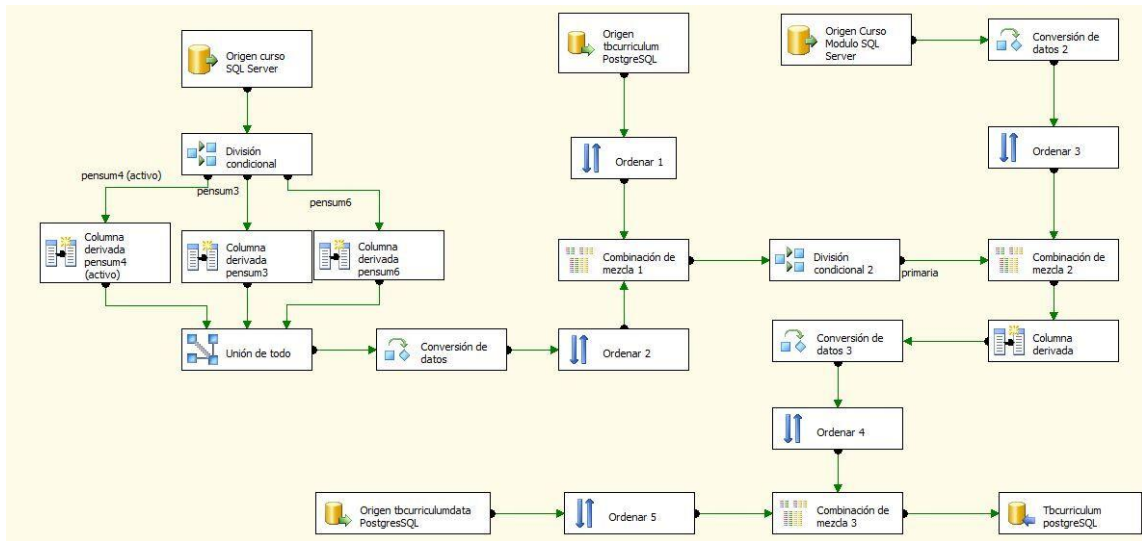 Origen curso
SQL Server
División
condicional
pensum4 (activo)
pensum3
pensum6
Columna
derivada
pensum4
(activo)
Columna
derivada
pensum3
Columna
derivada
pensum6
Unión de todo
Conversión de
datos
Ordenar 2
Origen
tbcurriculum
PostgreSQL
Ordenar 1
Combinación de
mezcla 1
División
condicional 2
primaria
Origen Curso
Modulo SQL
Server
Conversión de
datos 2
Ordenar 3
Combinación de
mezcla 2
Columna
derivada
Conversión de
datos 3
Ordenar 4
Origen tbcurriculumdata
PostgresSQL
Ordenar 5
Combinación de
mezcla 3
Tbcurriculum
postgreSQL